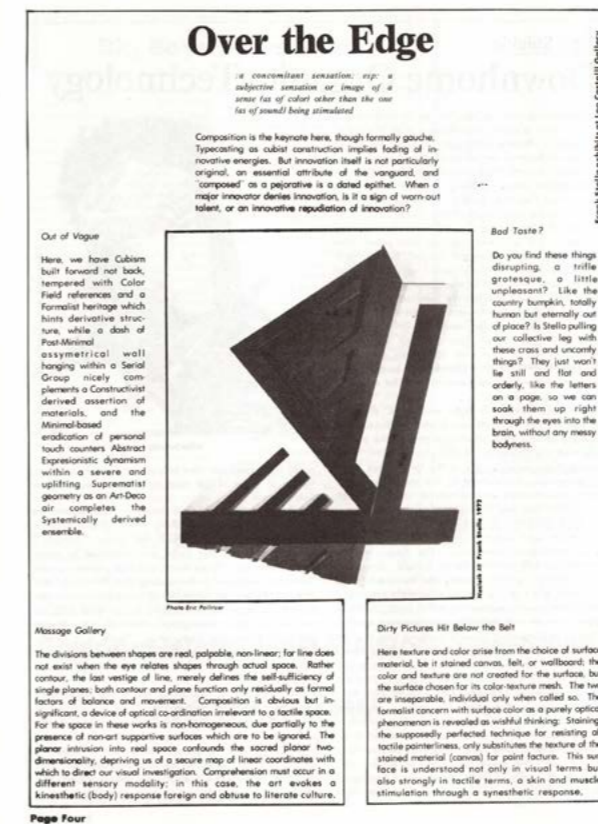 Over the Edge
:a concomitant sensation; esp: a
subjective sensation or image of a
sense (as of color) other than the one
(as of sound) being stimulated
Composition is the keynote here, though formally gauche.
Typecasting as cubist construction implies fading of in-
novative energies. But innovation itself is not particularly
original, an essential attribute of the vanguard, and
"composed" as a pejorative is a dated epithet. When a
major innovator denies innovation, is it a sign of worn-out
talent, or an innovative repudiation of innovation?
Out of Vogue
Here, we have Cubism
built forward not back,
tempered with Color
Field references and a
Formalist heritage which
hints derivative struc-
ture, while a dash of
Post-Minimal
assymetrical wall
hanging within a Serial
Group nicely com-
plements a Constructivist
derived assertion of
materials, and the
Minimal-based
eradication of personal
touch counters Abstract
Expresionistic dynamism
within a severe and
uplifting Suprematist
geometry as an Art-Deco
air completes the
Systemically derived
ensemble.
Bad Taste?
Do you find these things
disrupting, a trifle
grotesque, a little
unpleasant? Like the
country bumpkin, totally
human but eternally out
of place? Is Stella pulling
our collective leg with
these crass and uncomfy
things? They just won't
lie still and flat and
orderly, like the letters
on a page, so we can
soak them up right
through the eyes into the
brain, without any messy
bodyness.
III Frank Stella 1973
Photo Eric Pollitzer
Massage Gallery
The divisions between shapes are real, palpable, non-linear; for line does
not exist when the eye relates shapes through actual space. Rather
contour, the last vestige of line, merely defines the self-sufficiency of
single planes; both contour and plane function only residually as formal
factors of balance and movement. Composition is obvious but in-
significant, a device of optical co-ordination irrelevant to a tactile space.
For the space in these works is non-homogeneous, due partially to the
presence of non-art supportive surfaces which are to be ignored. The
planar intrusion into real space confounds the sacred planar two-
dimensionality, depriving us of a secure map of linear coordinates with
which to direct our visual investigation. Comprehension must occur in a
different sensory modality; in this case, the art evokes a
kinesthetic (body) response foreign and obtuse to literate culture.
Dirty Pictures Hit Below the Belt
Here texture and color arise from the choice of surface
material, be it stained canvas, felt, or wallboard; the
color and texture are not created for the surface, but
the surface chosen for its color-texture mesh. The two
are inseparable, individual only when called so. The
formalist concern with surface color as a purely optical
phenomenon is revealed as wishful thinking; Staining,
the supposedly perfected technique for resisting all
tactile painterliness, only substitutes the texture of the
stained material (canvas) for paint facture. This sur-
face is understood not only in visual terms but
also strongly in tactile terms, a skin and muscle
stimulation through a synesthetic response.
Page Four